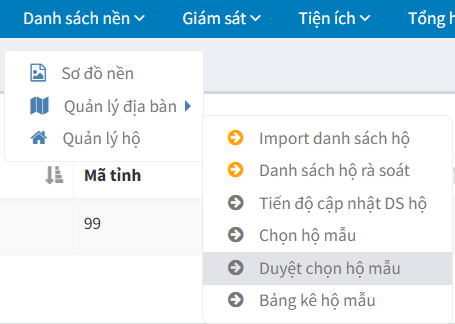 Danh sách nền Giám sát Tiện ích Tổng h
Sơ đồ nền
Quản lý địa bàn
Quản lý hộ
Import danh sách hộ
Danh sách hộ rà soát
Tiến độ cập nhật DS hộ
Chọn hộ mẫu
Duyệt chọn hộ mẫu
Bảng kê hộ mẫu
Mã tỉnh
99